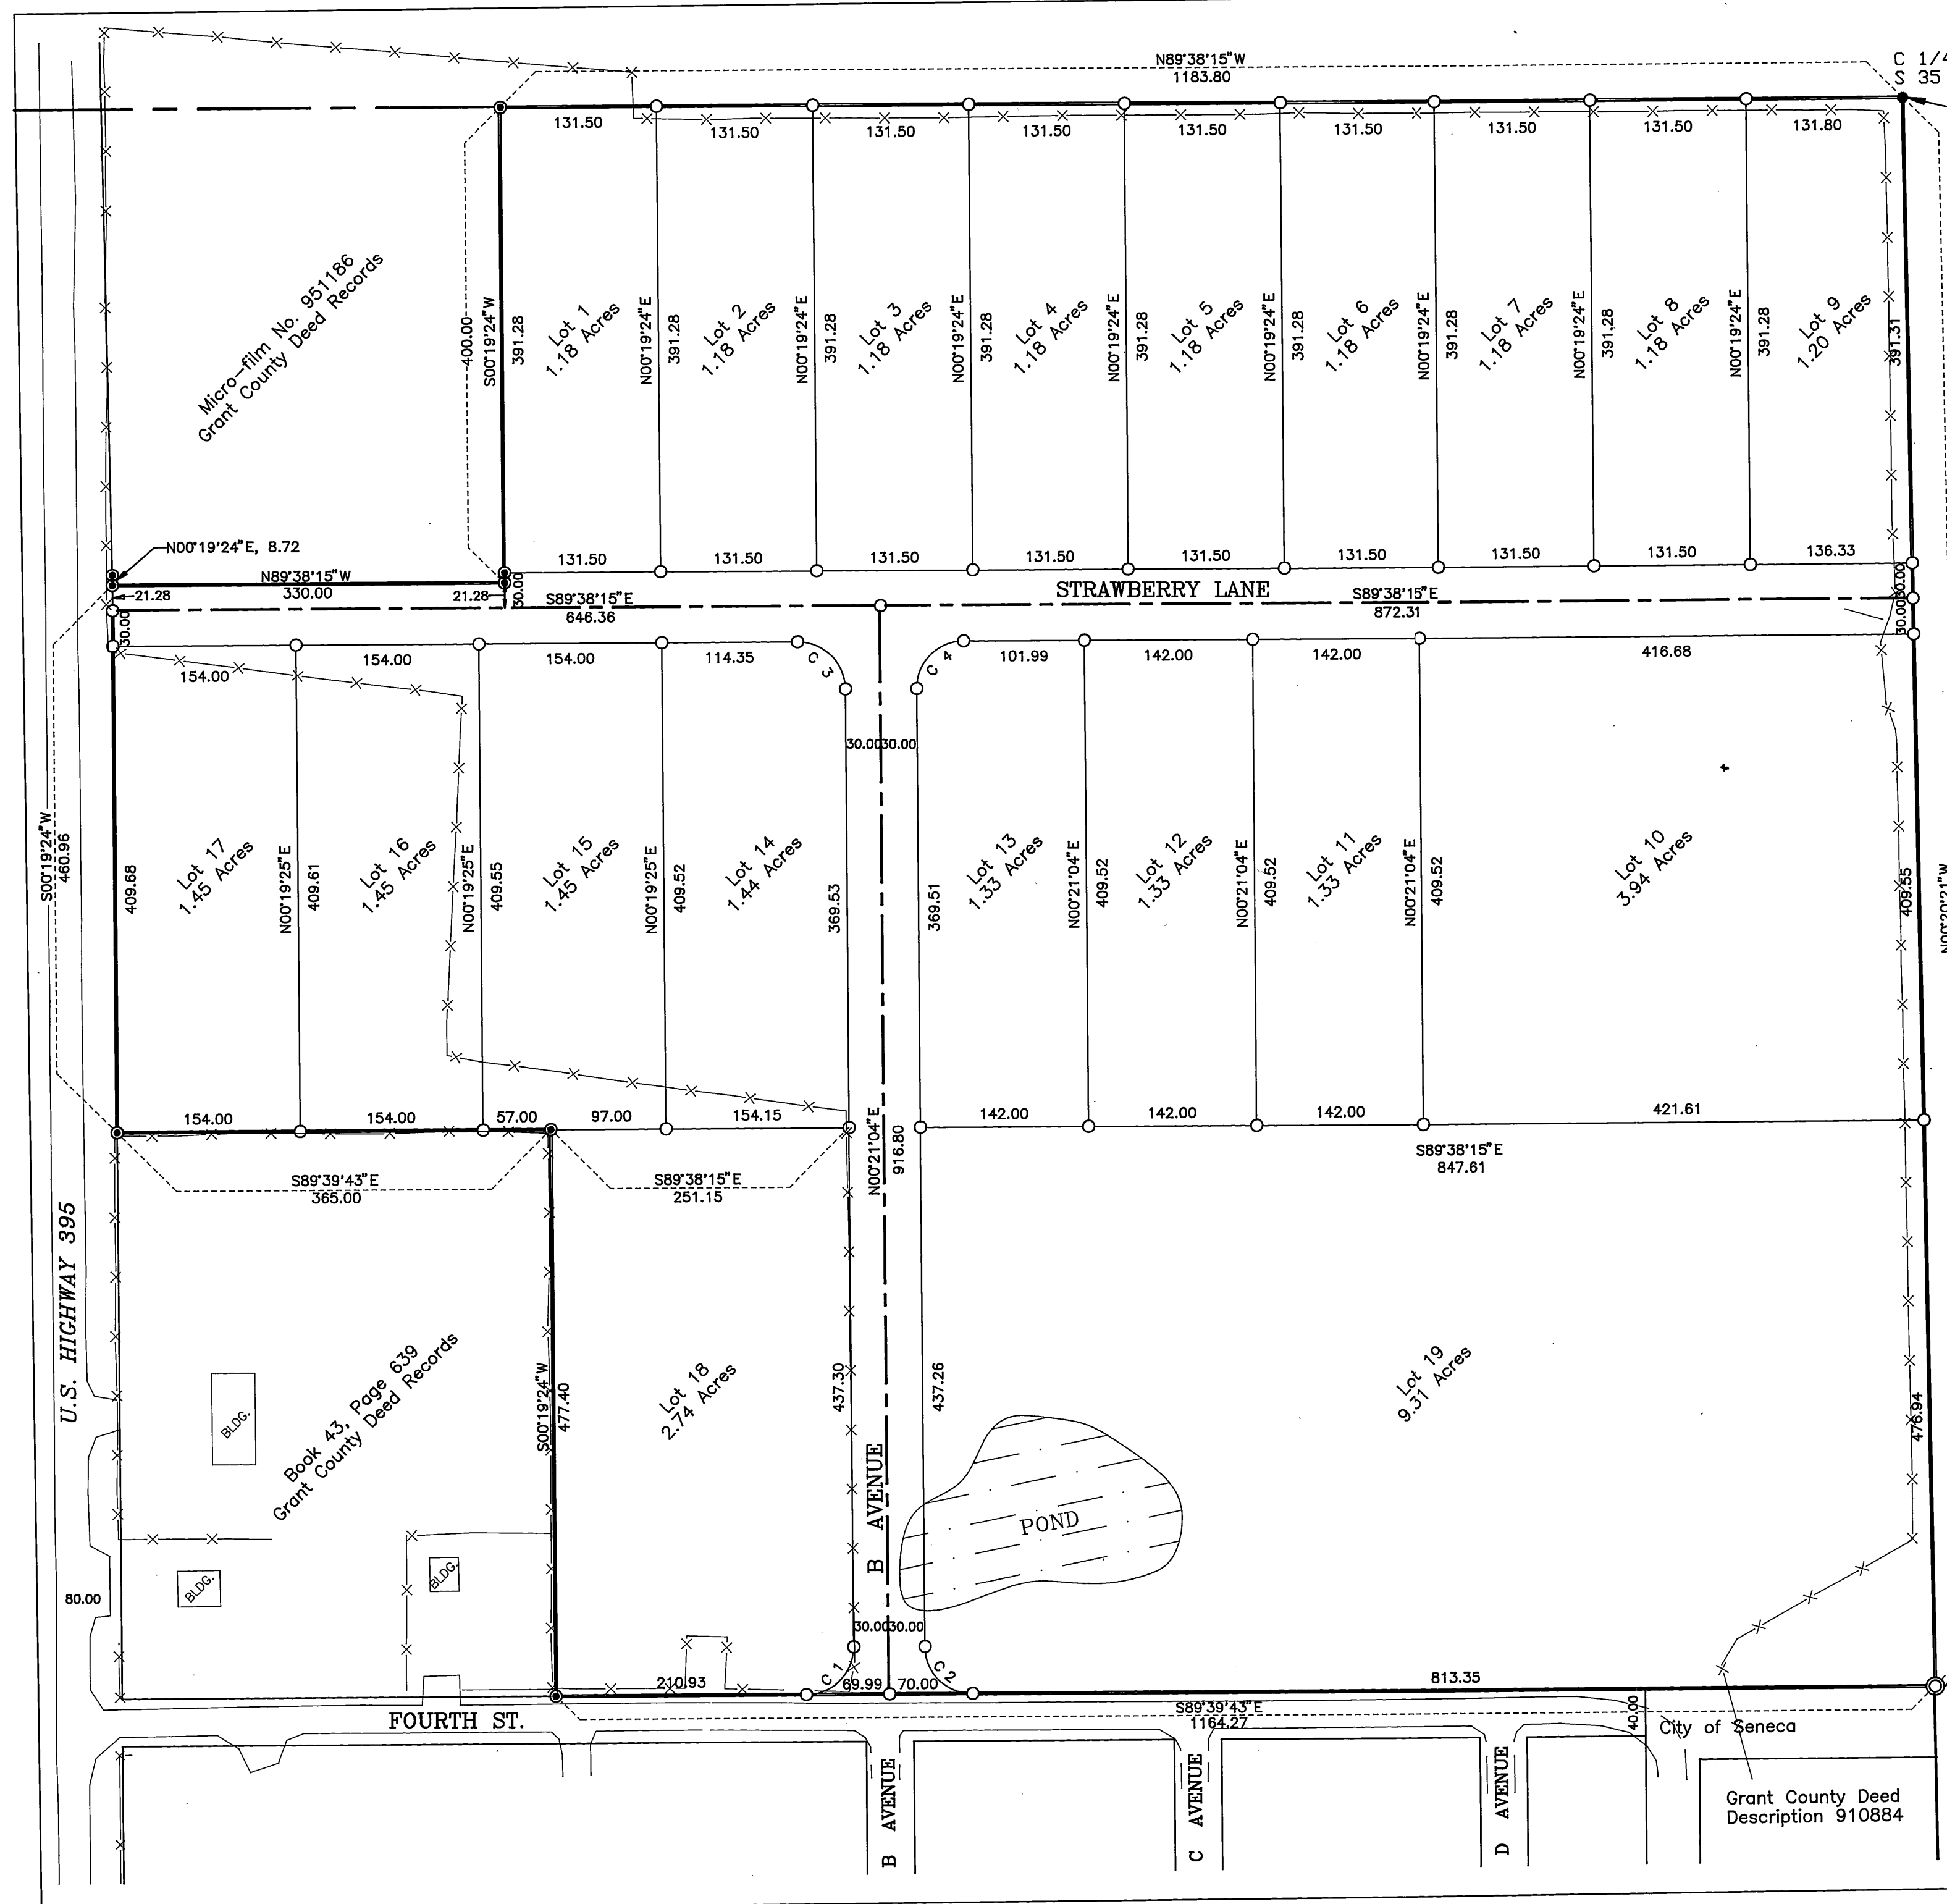 N89°38'15"W
1183.80
C 1/4
S 35
131.50
131.50
131.50
131.50
131.50
131.50
131.50
131.50
131.80
Micro-film No. 951186
Grant County Deed Records
400.00
S00°19'24"W
391.28
Lot 1
1.18 Acres
N00°19'24"E
391.28
Lot 2
1.18 Acres
N00°19'24"E
391.28
Lot 3
1.18 Acres
N00°19'24"E
391.28
Lot 4
1.18 Acres
N00°19'24"E
391.28
Lot 5
1.18 Acres
N00°19'24"E
391.28
Lot 6
1.18 Acres
N00°19'24"E
391.28
Lot 7
1.18 Acres
N00°19'24"E
391.28
Lot 8
1.18 Acres
N00°19'24"E
391.28
Lot 9
1.20 Acres
391.31
N00°19'24"E, 8.72
N89°38'15"W
330.00
21.28
21.28
30.00
131.50
131.50
131.50
131.50
131.50
131.50
131.50
131.50
136.33
STRAWBERRY LANE
S89°38'15"E
646.36
S89°38'15"E
872.31
30.00
30.00
30.00
154.00
154.00
154.00
114.35
C 3
C 4
101.99
142.00
142.00
416.68
30.00
30.00
S00°19'24"W
460.96
409.68
Lot 17
1.45 Acres
N00°19'25"E
409.61
Lot 16
1.45 Acres
N00°19'25"E
409.55
Lot 15
1.45 Acres
N00°19'25"E
409.52
Lot 14
1.44 Acres
369.53
369.51
Lot 13
1.33 Acres
N00°21'04"E
409.52
Lot 12
1.33 Acres
N00°21'04"E
409.52
Lot 11
1.33 Acres
N00°21'04"E
409.52
Lot 10
3.94 Acres
409.55
N00°20'21"W
154.00
154.00
57.00
97.00
154.15
142.00
142.00
142.00
421.61
S89°39'43"E
365.00
S89°38'15"E
251.15
N00°21'04"E
916.80
S89°38'15"E
847.61
U.S. HIGHWAY 395
Book 43, Page 639
Grant County Deed Records
BLDG.
BLDG.
BLDG.
80.00
S00°19'24"W
477.40
Lot 18
2.74 Acres
437.30
B AVENUE
437.26
POND
Lot 19
9.31 Acres
476.94
30.00
30.00
C 1
C 2
210.93
69.99
70.00
813.35
S89°39'43"E
1164.27
FOURTH ST.
40.00
City of Seneca
B AVENUE
C AVENUE
D AVENUE
Grant County Deed
Description 910884